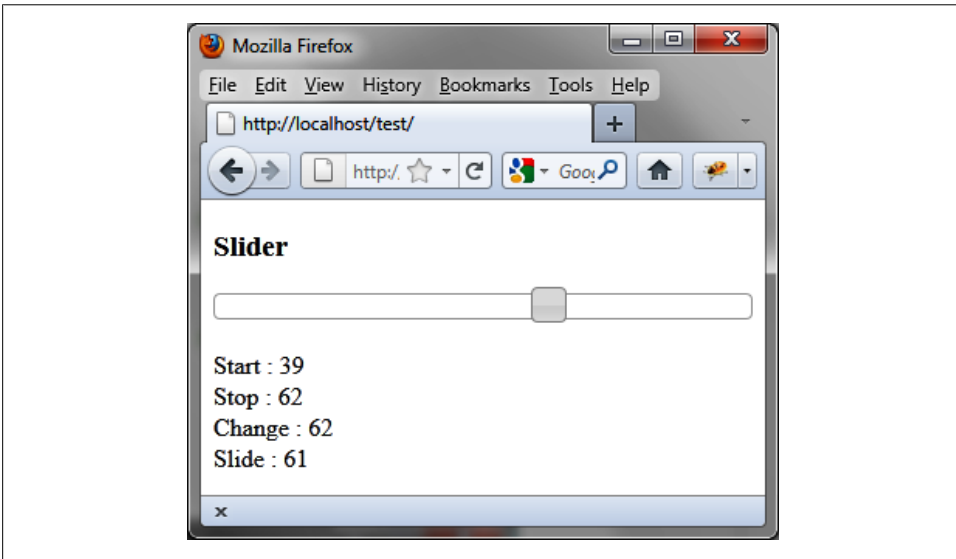 Mozilla Firefox
File Edit View History Bookmarks Tools Help
http://localhost/test/
http:/.
Goo
Slider
Start : 39
Stop : 62
Change : 62
Slide : 61
x